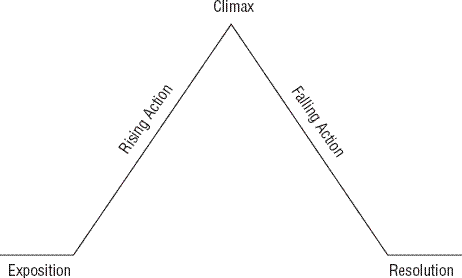 Climax
Rising Action
Falling Action
Exposition
Resolution